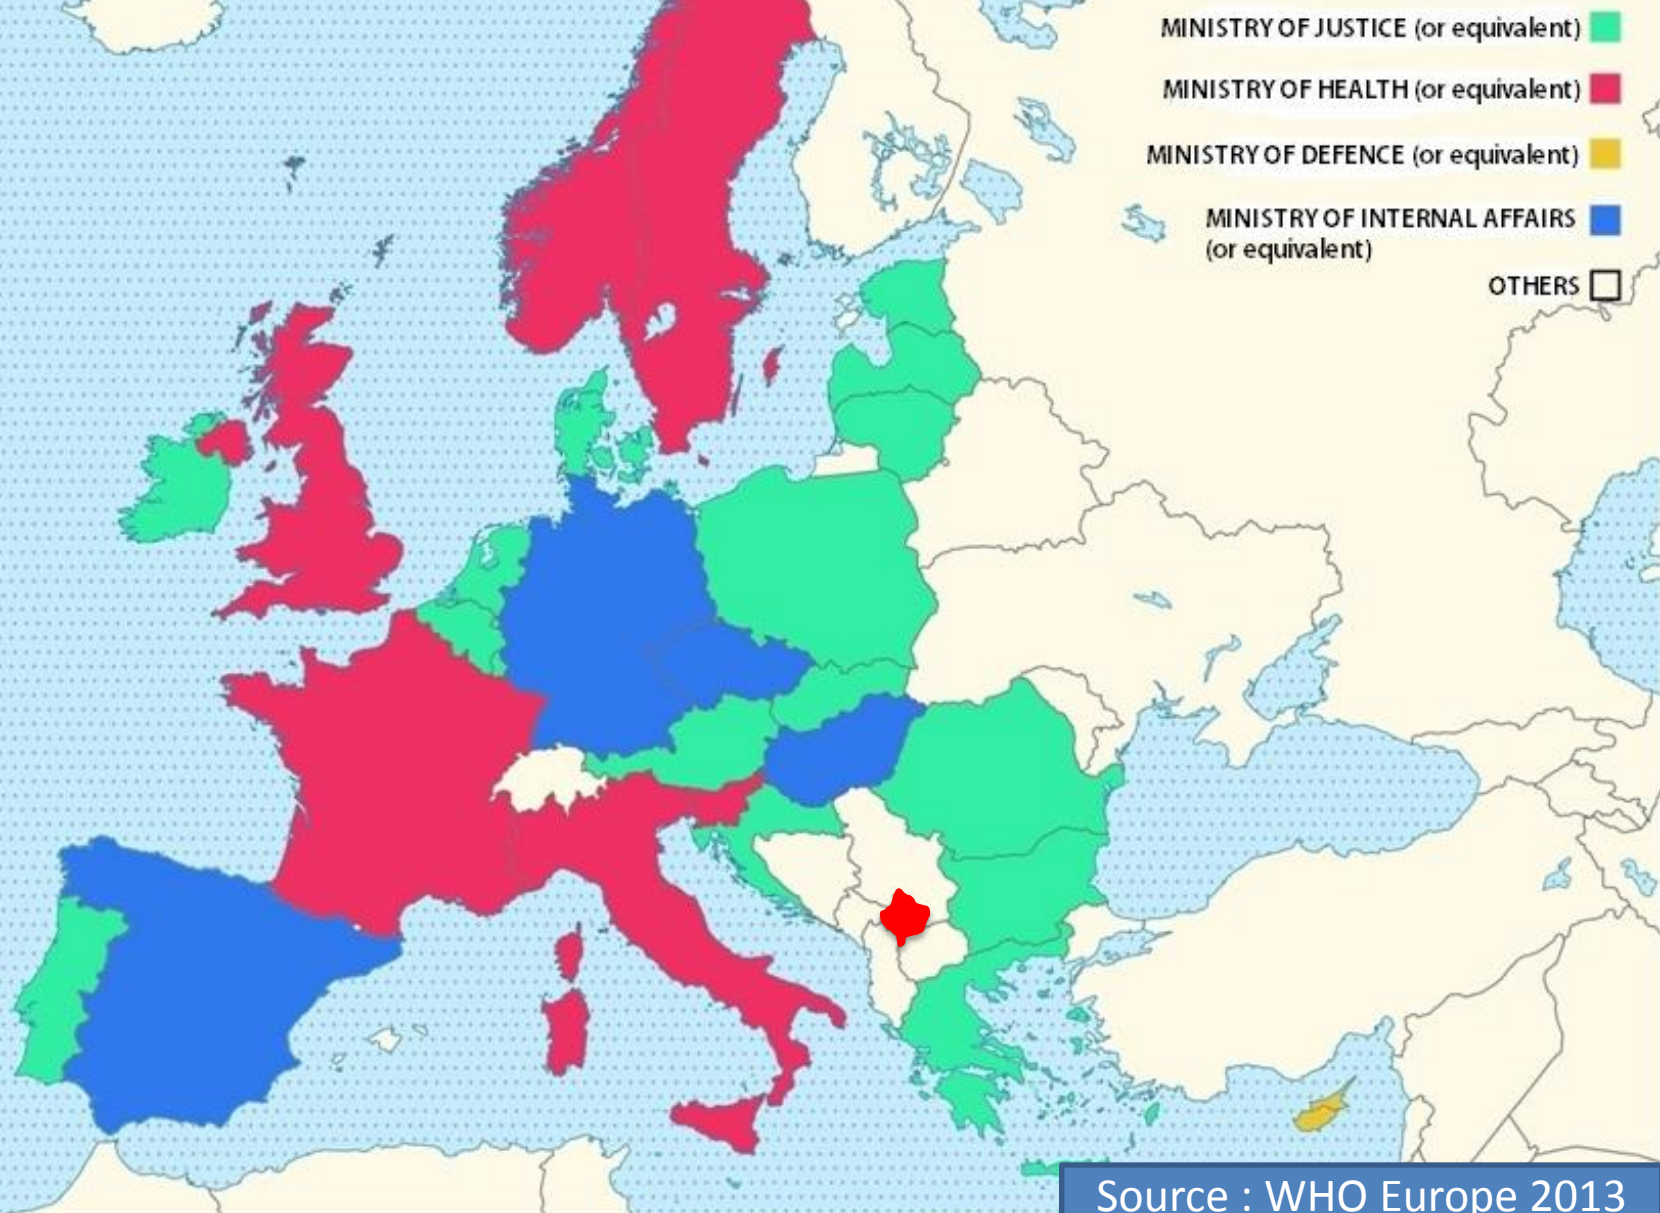 MINISTRY OF JUSTICE (or equivalent)
MINISTRY OF HEALTH (or equivalent)
MINISTRY OF DEFENCE (or equivalent)
MINISTRY OF INTERNAL AFFAIRS
(or equivalent)
OTHERS
Source : WHO Europe 2013